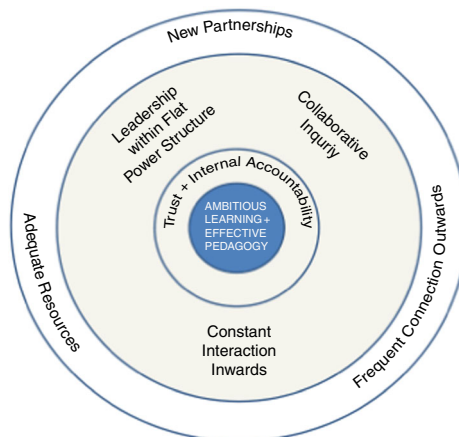 New Partnerships
Leadership
within Flat
Power Structure
Collaborative
Inquriy
Trust + Internal Accountability
AMBITIOUS
LEARNING+
EFFECTIVE
PEDAGOGY
Adequate Resources
Frequent Connection Outwards
Constant
Interaction
Inwards